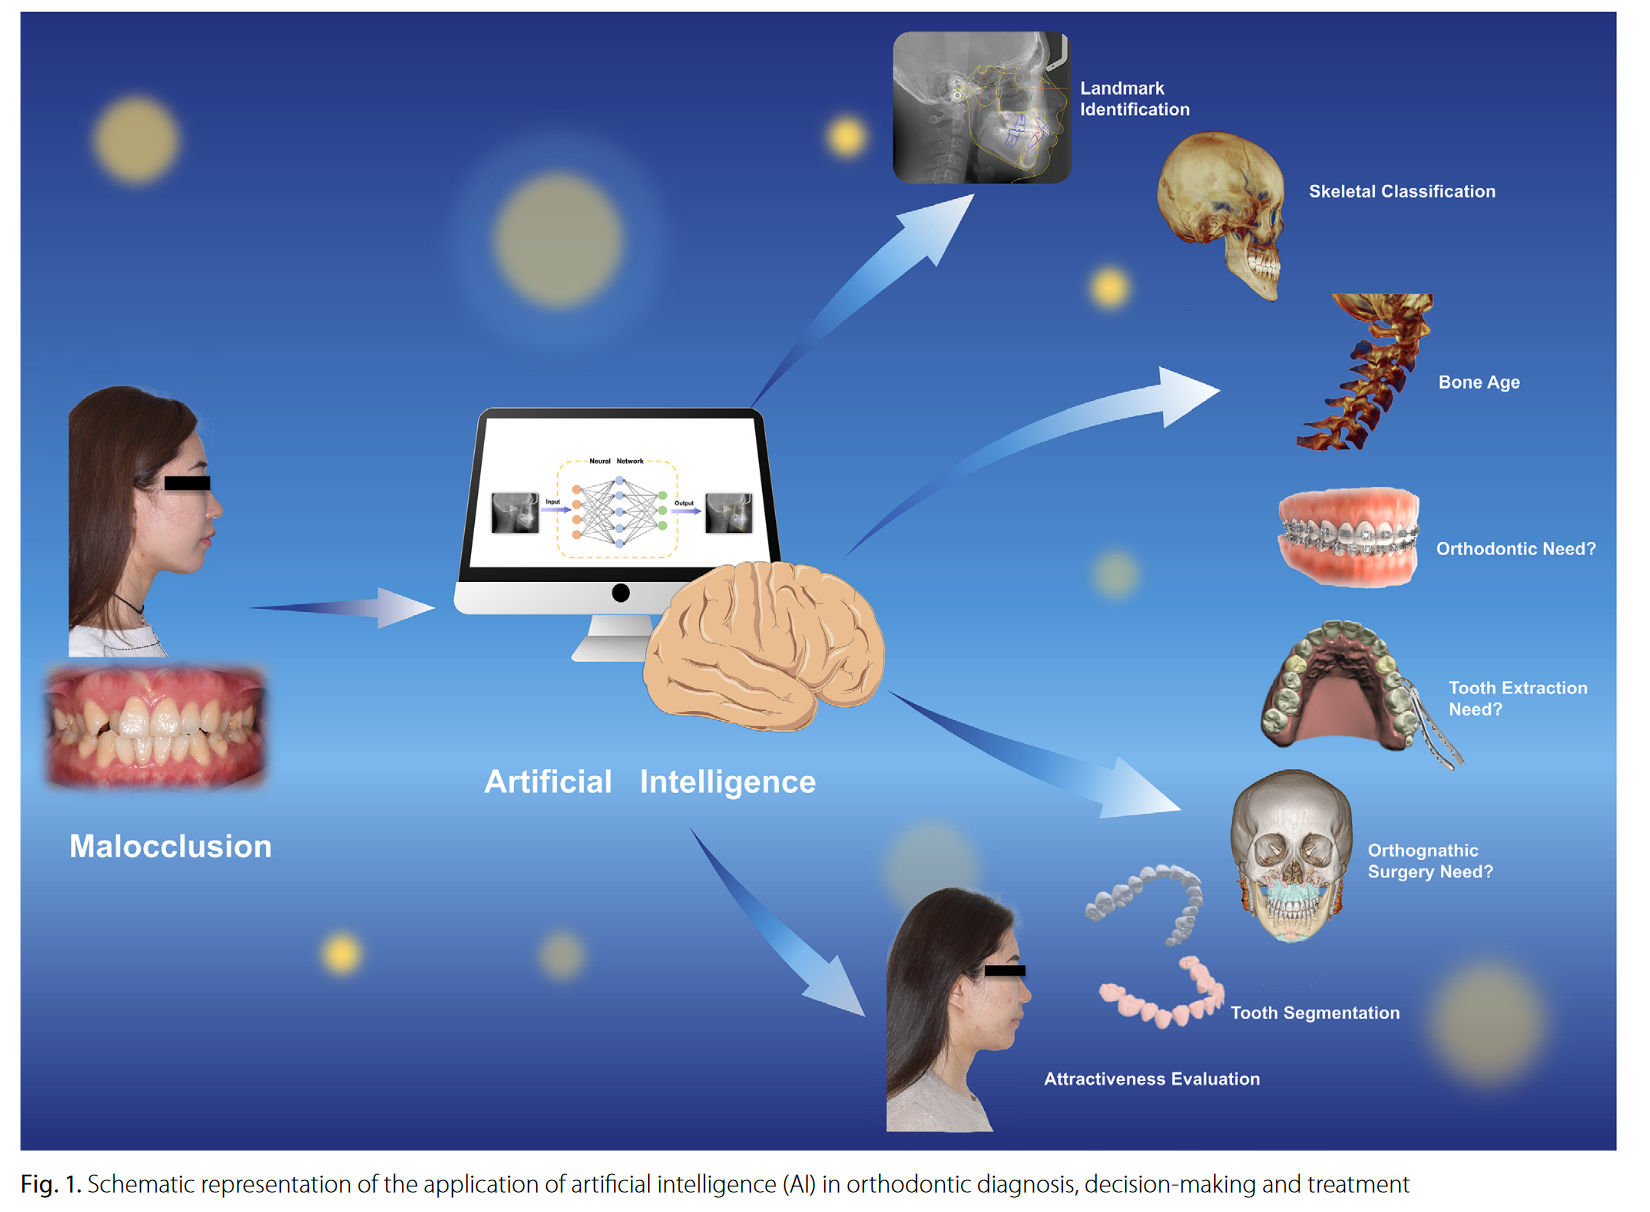 Landmark
Identification
Skeletal Classification
Bone Age
Neural Network
Input
Output
Orthodontic Need?
Tooth Extraction
Need?
Artificial Intelligence
Malocclusion
Orthognathic
Surgery Need?
Tooth Segmentation
Attractiveness Evaluation
Fig. 1. Schematic representation of the application of artificial intelligence (AI) in orthodontic diagnosis, decision-making and treatment